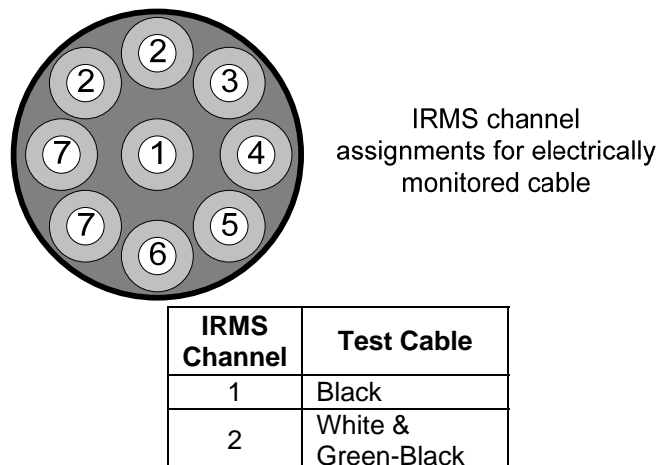 2
2
3
7
1
4
7
5
6
IRMS channel
assignments for electrically
monitored cable
IRMS
Channel
Test Cable
1
Black
2
White &
Green-Black